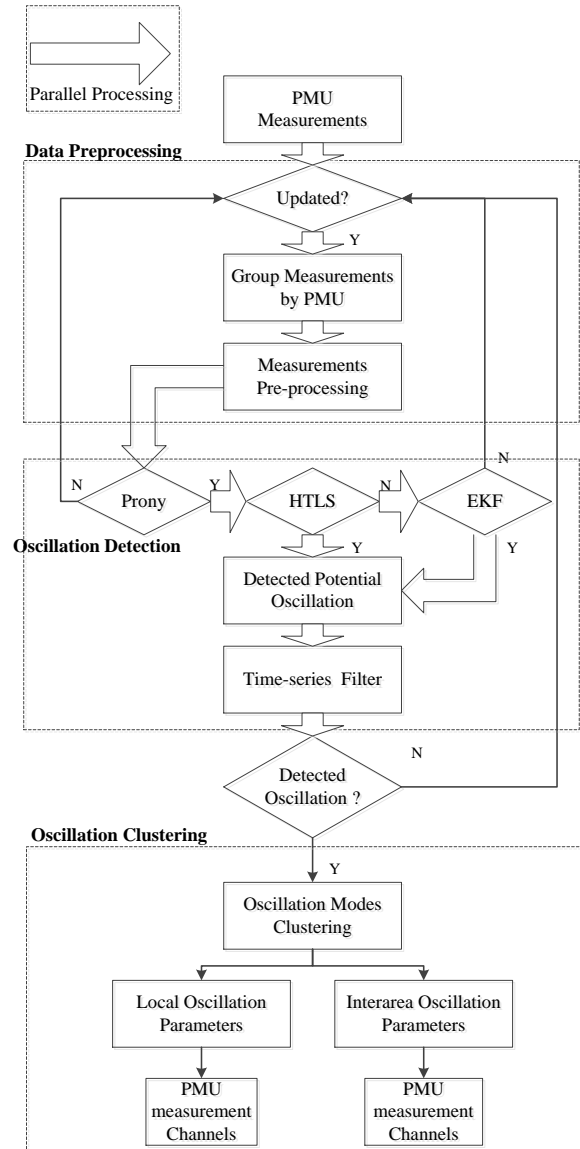 Parallel Processing
PMU
Measurements
Data Preprocessing
Updated?
Y
Group Measurements
by PMU
Measurements
Pre-processing
N
Prony
Y
HTLS
N
EKF
N
Oscillation Detection
Y
Y
Detected Potential
Oscillation
Time-series Filter
N
Detected
Oscillation ?
Oscillation Clustering
Y
Oscillation Modes
Clustering
Local Oscillation
Parameters
Interarea Oscillation
Parameters
PMU
measurement
Channels
PMU
measurement
Channels